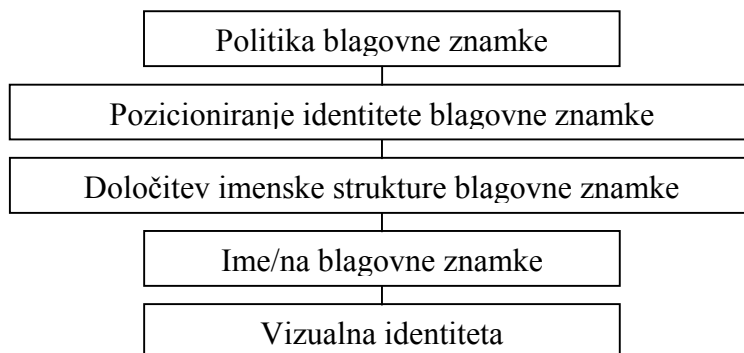 Politika blagovne znamke
Pozicioniranje identitete blagovne znamke
Določitev imenske strukture blagovne znamke
Ime/na blagovne znamke
Vizualna identiteta